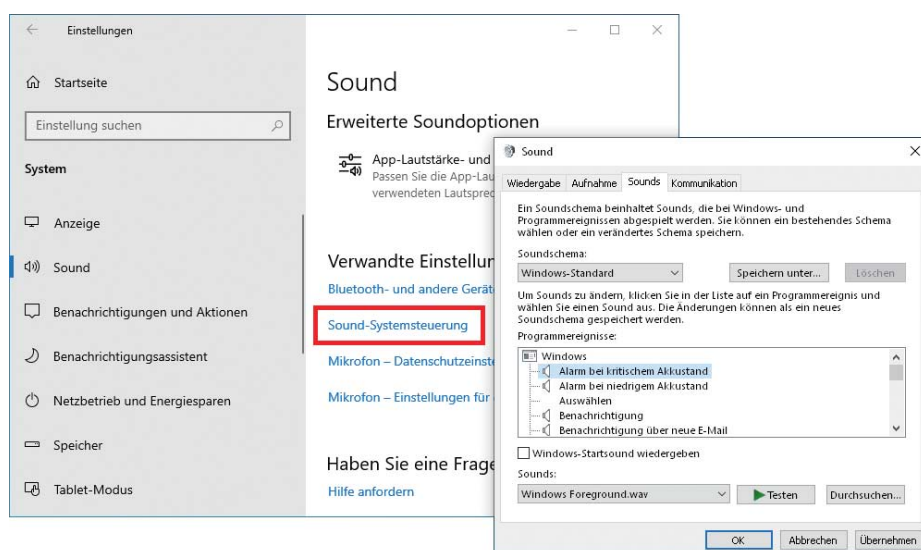 Einstellungen
Startseite
Einstellung suchen
System
Anzeige
Sound
Benachrichtigungen und Aktionen
Benachrichtigungsassistent
Netzbetrieb und Energiesparen
Speicher
Tablet-Modus
Sound
Erweiterte Soundoptionen
App-Lautstärke- und
Passen Sie die App-Lau
verwendeten Lautsprec
Verwandte Einstellun
Bluetooth- und andere Gerät
Sound-Systemsteuerung
Mikrofon – Datenschutzeinste
Mikrofon – Einstellungen für
Haben Sie eine Frage
Hilfe anfordern
Sound
Wiedergabe Aufnahme Sounds Kommunikation
Ein Soundschema beinhaltet Sounds, die bei Windows- und
Programmereignissen abgespielt werden. Sie können ein bestehendes Schema
wählen oder ein verändertes Schema speichern.
Soundschema:
Windows-Standard Speichern unter... Löschen
Um Sounds zu ändern, klicken Sie in der Liste auf ein Programmereignis und
wählen Sie einen Sound aus. Die Änderungen können als ein neues
Soundschema gespeichert werden.
Programmereignisse:
Windows
Alarm bei kritischem Akkustand
Alarm bei niedrigem Akkustand
Auswählen
Benachrichtigung
Benachrichtigung über neue E-Mail
Windows-Startsound wiedergeben
Sounds:
Windows Foreground.wav Testen Durchsuchen...
OK Abbrechen Übernehmen